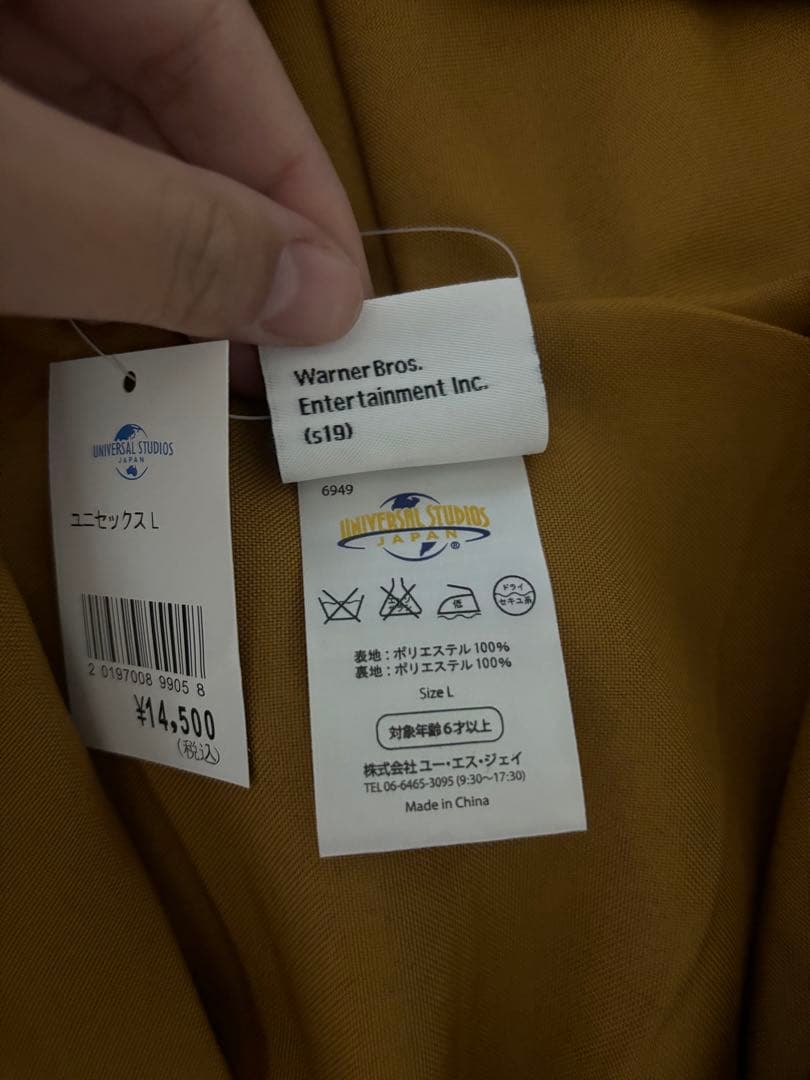 Warner Bros.
Entertainment Inc.
(s19)
UNIVERSAL STUDIOS
JAPAN
ユニセックス L
2 0197008 9905 8
¥14,500
(税込)
6949
UNIVERSAL STUDIOS
JAPAN
®
低
ドライ
セキユ系
表地:ポリエステル 100%
裏地:ポリエステル 100%
Size L
対象年齢6才以上
株式会社 ユー・エス・ジェイ
TEL 06-6465-3095 (9:30〜17:30)
Made in China